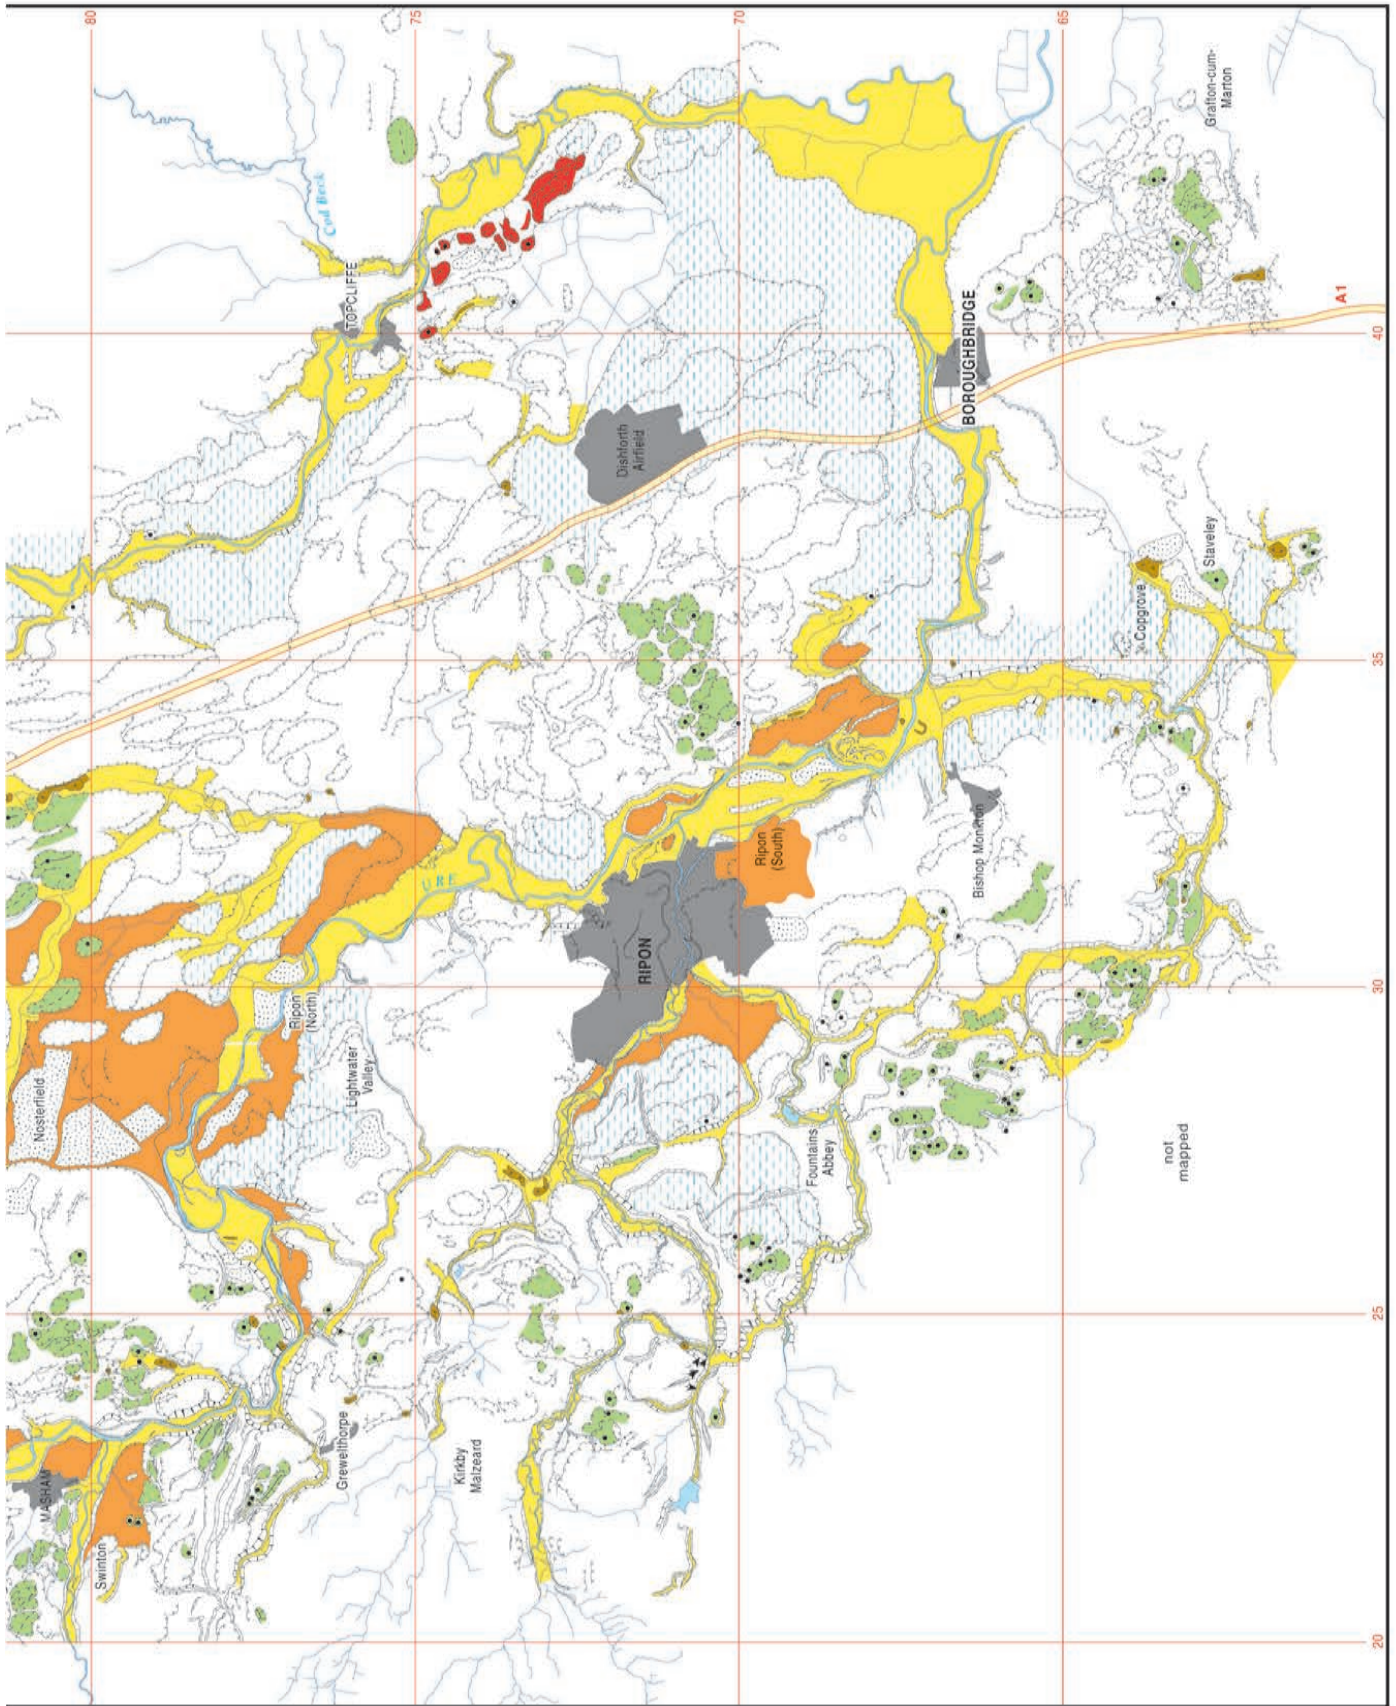 80
75
70
65
Grafton-cum-
Marton
Cod Beck
TOPCLIFFE
A1
BOROUGHBRIDGE
40
Dishforth
Airfield
Staveley
Copgrove
35
URE
Ripon
(South)
Bishop Monkton
RIPON
Ripon
(North)
30
Nosterfield
Lightwater
Valley
Fountains
Abbey
not
mapped
25
Grewelthorpe
Kirkby
Malzeard
MASHAM
Swinton
20